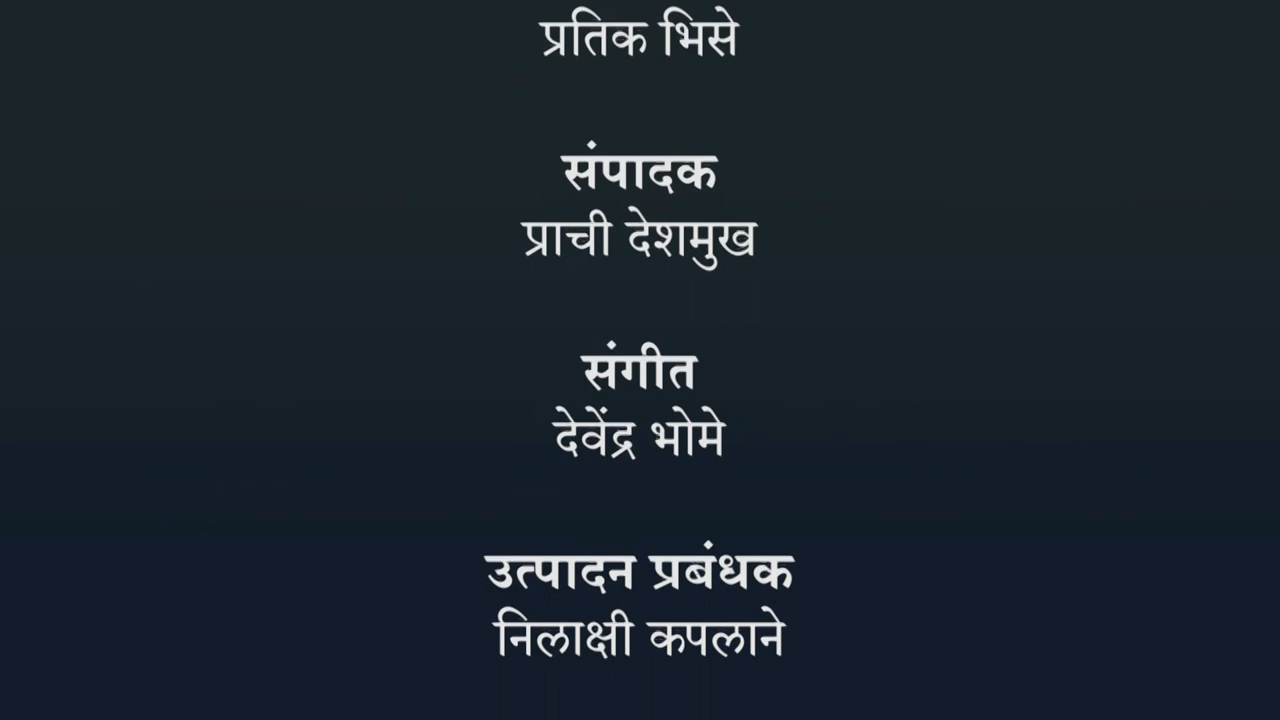 प्रतिक भिसे
संपादक
प्राची देशमुख
संगीत
देवेंद्र भोमे
उत्पादन प्रबंधक
निलाक्षी कपलाने